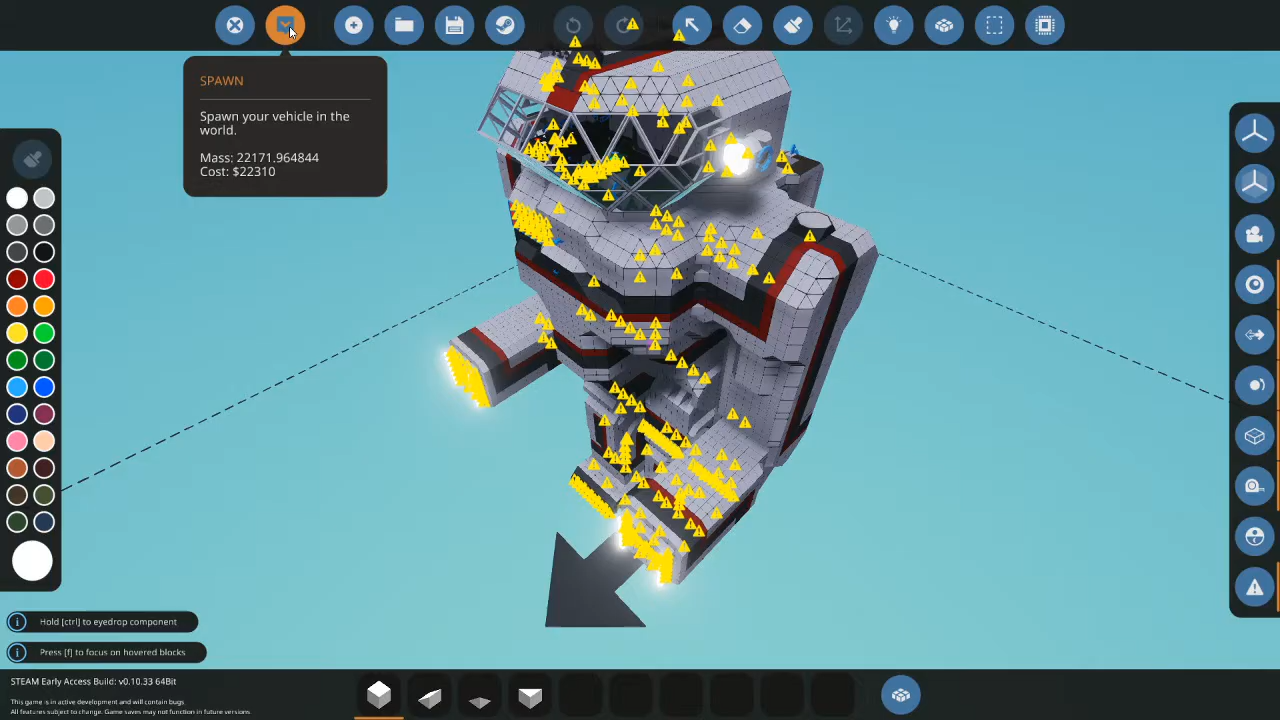 SPAWN
Spawn your vehicle in the
world.
Mass: 22171.964844
Cost: $22310
Hold [ctrl] to eyedrop component
Press [f] to focus on hovered blocks
STEAM Early Access Build: v0.10.33 64Bit
This game is in active development and will contain bugs
All features subject to change. Game saves may not function in future versions